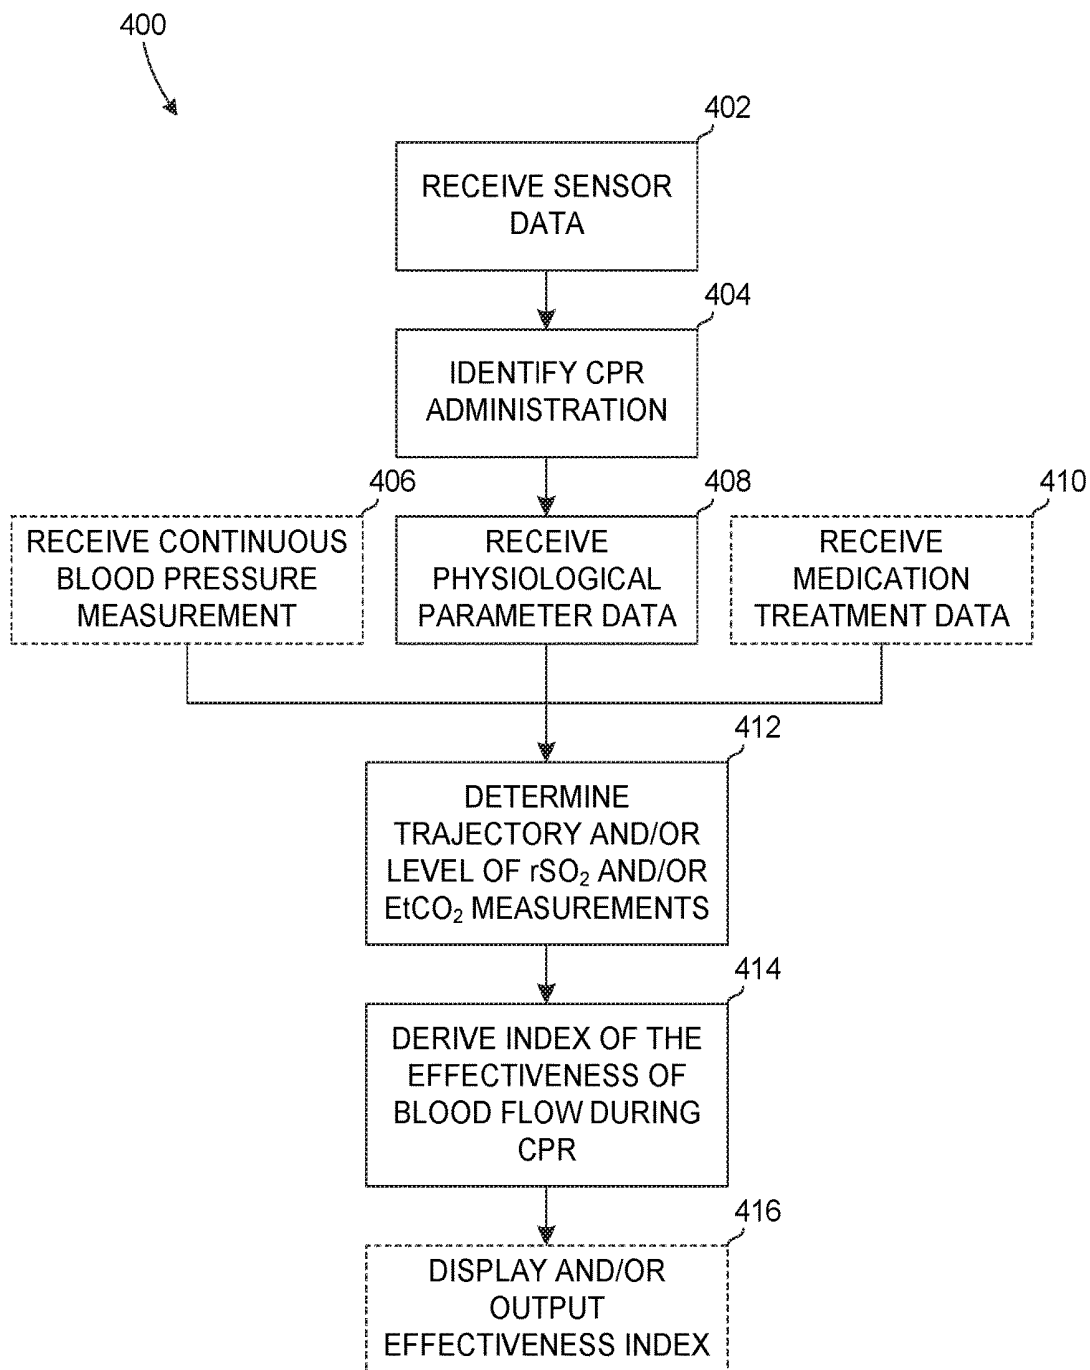 400
402
RECEIVE SENSOR
DATA
404
IDENTIFY CPR
ADMINISTRATION
406
RECEIVE CONTINUOUS
BLOOD PRESSURE
MEASUREMENT
408
RECEIVE
PHYSIOLOGICAL
PARAMETER DATA
410
RECEIVE
MEDICATION
TREATMENT DATA
412
DETERMINE
TRAJECTORY AND/OR
LEVEL OF rSO₂ AND/OR
EtCO₂ MEASUREMENTS
414
DERIVE INDEX OF THE
EFFECTIVENESS OF
BLOOD FLOW DURING
CPR
416
DISPLAY AND/OR
OUTPUT
EFFECTIVENESS INDEX